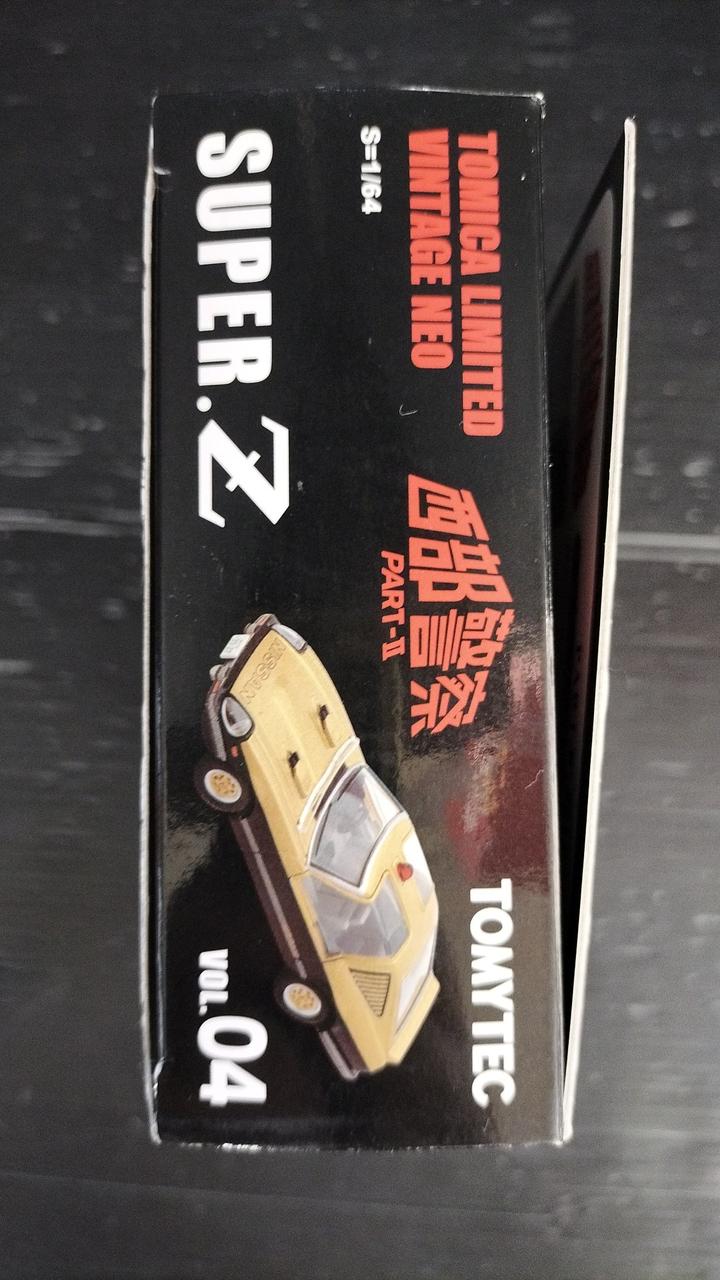 TOMICA LIMITED
VINTAGE NEO
S=1/64
西部警察
PART-II
TOMYTEC
SUPER.Z
NISSAN
VOL.04